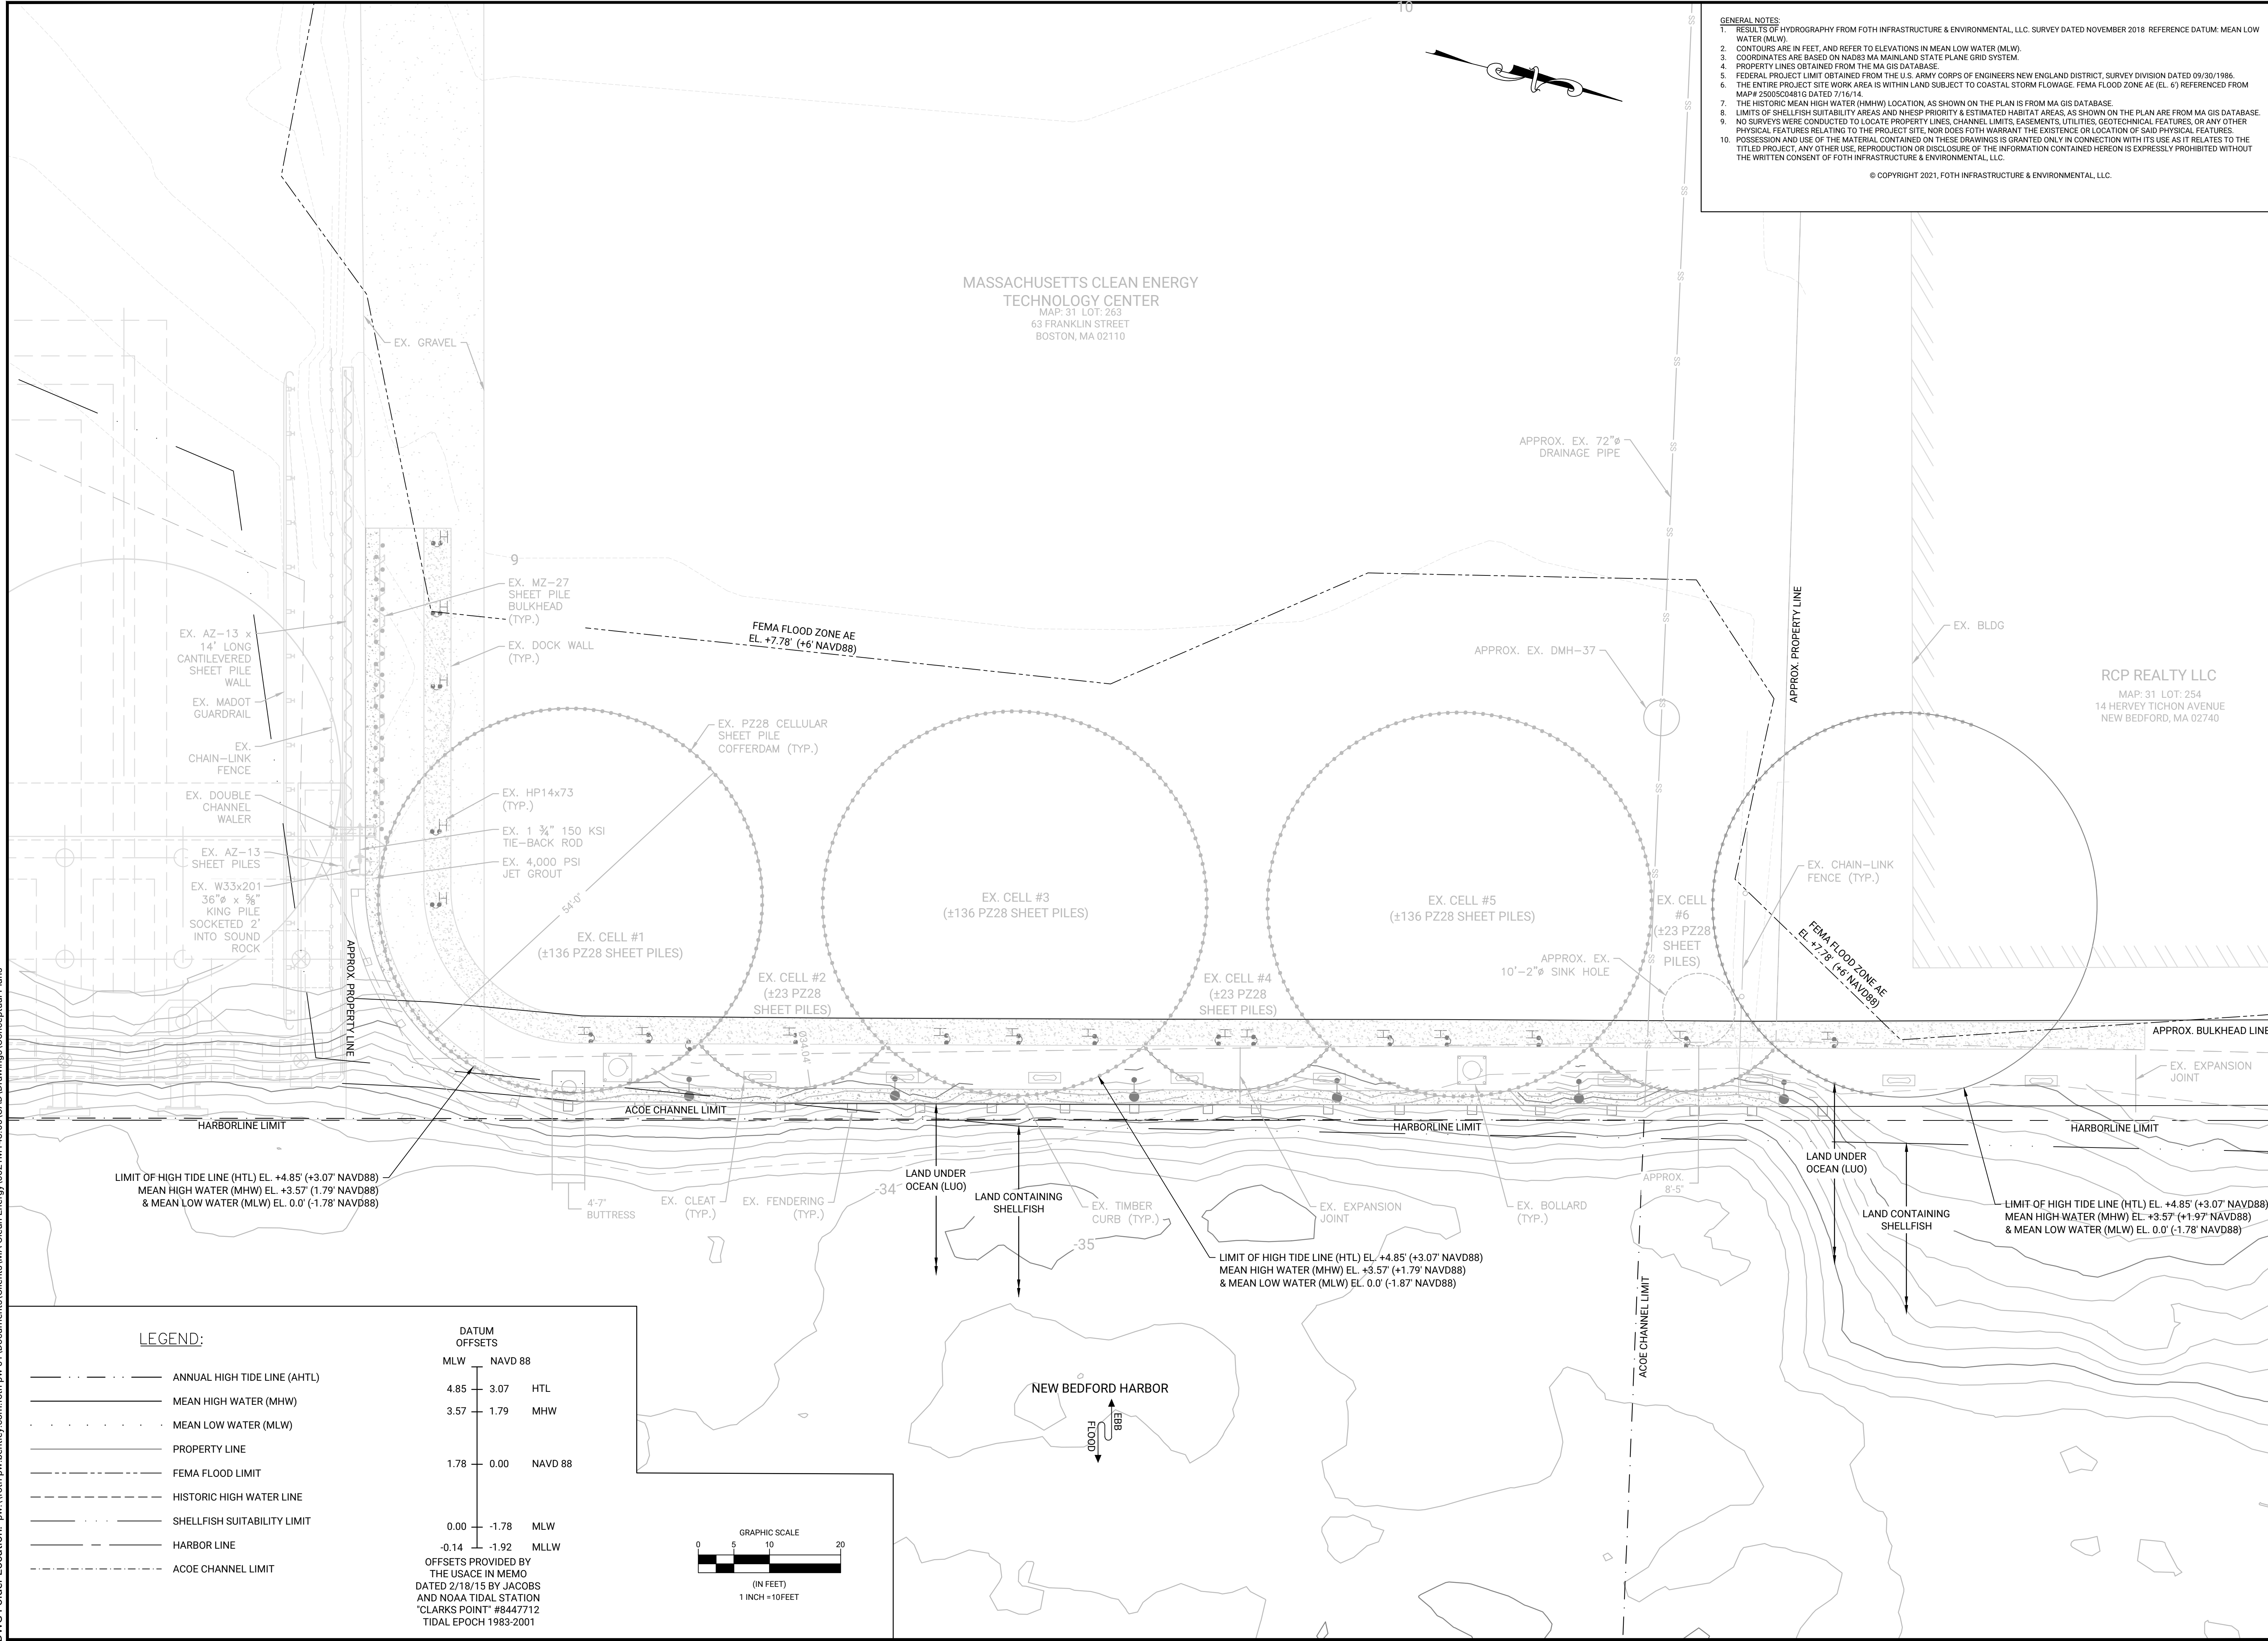 10
GENERAL NOTES:
1. RESULTS OF HYDROGRAPHY FROM FOTH INFRASTRUCTURE & ENVIRONMENTAL, LLC. SURVEY DATED NOVEMBER 2018 REFERENCE DATUM: MEAN LOW
WATER (MLW).
2. CONTOURS ARE IN FEET, AND REFER TO ELEVATIONS IN MEAN LOW WATER (MLW).
3. COORDINATES ARE BASED ON NAD83 MA MAINLAND STATE PLANE GRID SYSTEM.
4. PROPERTY LINES OBTAINED FROM THE MA GIS DATABASE.
5. FEDERAL PROJECT LIMIT OBTAINED FROM THE U.S. ARMY CORPS OF ENGINEERS NEW ENGLAND DISTRICT, SURVEY DIVISION DATED 09/30/1986.
6. THE ENTIRE PROJECT SITE WORK AREA IS WITHIN LAND SUBJECT TO COASTAL STORM FLOWAGE. FEMA FLOOD ZONE AE (EL. 6') REFERENCED FROM
MAP# 25005C0481G DATED 7/16/14.
7. THE HISTORIC MEAN HIGH WATER (HMHW) LOCATION, AS SHOWN ON THE PLAN IS FROM MA GIS DATABASE.
8. LIMITS OF SHELLFISH SUITABILITY AREAS AND NHESP PRIORITY & ESTIMATED HABITAT AREAS, AS SHOWN ON THE PLAN ARE FROM MA GIS DATABASE.
9. NO SURVEYS WERE CONDUCTED TO LOCATE PROPERTY LINES, CHANNEL LIMITS, EASEMENTS, UTILITIES, GEOTECHNICAL FEATURES, OR ANY OTHER
PHYSICAL FEATURES RELATING TO THE PROJECT SITE, NOR DOES FOTH WARRANT THE EXISTENCE OR LOCATION OF SAID PHYSICAL FEATURES.
10. POSSESSION AND USE OF THE MATERIAL CONTAINED ON THESE DRAWINGS IS GRANTED ONLY IN CONNECTION WITH ITS USE AS IT RELATES TO THE
TITLED PROJECT, ANY OTHER USE, REPRODUCTION OR DISCLOSURE OF THE INFORMATION CONTAINED HEREON IS EXPRESSLY PROHIBITED WITHOUT
THE WRITTEN CONSENT OF FOTH INFRASTRUCTURE & ENVIRONMENTAL, LLC.
© COPYRIGHT 2021, FOTH INFRASTRUCTURE & ENVIRONMENTAL, LLC.
MASSACHUSETTS CLEAN ENERGY
TECHNOLOGY CENTER
MAP: 31 LOT: 263
63 FRANKLIN STREET
BOSTON, MA 02110
EX. GRAVEL
APPROX. EX. 72"ø
DRAINAGE PIPE
9
EX. MZ-27
SHEET PILE
BULKHEAD
(TYP.)
EX. DOCK WALL
(TYP.)
FEMA FLOOD ZONE AE
EL. +7.78' (+6' NAVD88)
APPROX. EX. DMH-37
APPROX. PROPERTY LINE
EX. BLDG
RCP REALTY LLC
MAP: 31 LOT: 254
14 HERVEY TICHON AVENUE
NEW BEDFORD, MA 02740
EX. AZ-13 x
14' LONG
CANTILEVERED
SHEET PILE
WALL
EX. MADOT
GUARDRAIL
EX.
CHAIN-LINK
FENCE
EX. DOUBLE
CHANNEL
WALER
EX. AZ-13
SHEET PILES
EX. W33x201
36"ø x ⅝"
KING PILE
SOCKETED 2'
INTO SOUND
ROCK
EX. PZ28 CELLULAR
SHEET PILE
COFFERDAM (TYP.)
EX. HP14x73
(TYP.)
EX. 1 ¾" 150 KSI
TIE-BACK ROD
EX. 4,000 PSI
JET GROUT
54'-0"
EX. CELL #1
(±136 PZ28 SHEET PILES)
EX. CELL #2
(±23 PZ28
SHEET PILES)
EX. CELL #3
(±136 PZ28 SHEET PILES)
EX. CELL #4
(±23 PZ28
SHEET PILES)
EX. CELL #5
(±136 PZ28 SHEET PILES)
EX. CELL
#6
(±23 PZ28
SHEET
PILES)
APPROX. EX.
10'-2"ø SINK HOLE
EX. CHAIN-LINK
FENCE (TYP.)
FEMA FLOOD ZONE AE
EL. +7.78' (+6' NAVD88)
APPROX. PROPERTY LINE
APPROX. BULKHEAD LINE
EX. EXPANSION
JOINT
ACOE CHANNEL LIMIT
HARBORLINE LIMIT
HARBORLINE LIMIT
HARBORLINE LIMIT
LIMIT OF HIGH TIDE LINE (HTL) EL. +4.85' (+3.07' NAVD88)
MEAN HIGH WATER (MHW) EL. +3.57' (1.79' NAVD88)
& MEAN LOW WATER (MLW) EL. 0.0' (-1.78' NAVD88)
4'-7"
BUTTRESS
EX. CLEAT
(TYP.)
EX. FENDERING
(TYP.)
-34
LAND UNDER
OCEAN (LUO)
LAND CONTAINING
SHELLFISH
EX. TIMBER
CURB (TYP.)
-35
EX. EXPANSION
JOINT
EX. BOLLARD
(TYP.)
APPROX.
8'-5"
LAND UNDER
OCEAN (LUO)
LAND CONTAINING
SHELLFISH
LIMIT OF HIGH TIDE LINE (HTL) EL. +4.85' (+3.07' NAVD88)
MEAN HIGH WATER (MHW) EL. +3.57' (+1.97' NAVD88)
& MEAN LOW WATER (MLW) EL. 0.0' (-1.78' NAVD88)
LIMIT OF HIGH TIDE LINE (HTL) EL. +4.85' (+3.07' NAVD88)
MEAN HIGH WATER (MHW) EL. +3.57' (+1.79' NAVD88)
& MEAN LOW WATER (MLW) EL. 0.0' (-1.87' NAVD88)
ACOE CHANNEL LIMIT
NEW BEDFORD HARBOR
EBB
FLOOD
LEGEND:
ANNUAL HIGH TIDE LINE (AHTL)
MEAN HIGH WATER (MHW)
MEAN LOW WATER (MLW)
PROPERTY LINE
FEMA FLOOD LIMIT
HISTORIC HIGH WATER LINE
SHELLFISH SUITABILITY LIMIT
HARBOR LINE
ACOE CHANNEL LIMIT
DATUM
OFFSETS
MLW NAVD 88
4.85 3.07 HTL
3.57 1.79 MHW
1.78 0.00 NAVD 88
0.00 -1.78 MLW
-0.14 -1.92 MLLW
OFFSETS PROVIDED BY
THE USACE IN MEMO
DATED 2/18/15 BY JACOBS
AND NOAA TIDAL STATION
"CLARKS POINT" #8447712
TIDAL EPOCH 1983-2001
GRAPHIC SCALE
0 5 10 20
(IN FEET)
1 INCH =10FEET